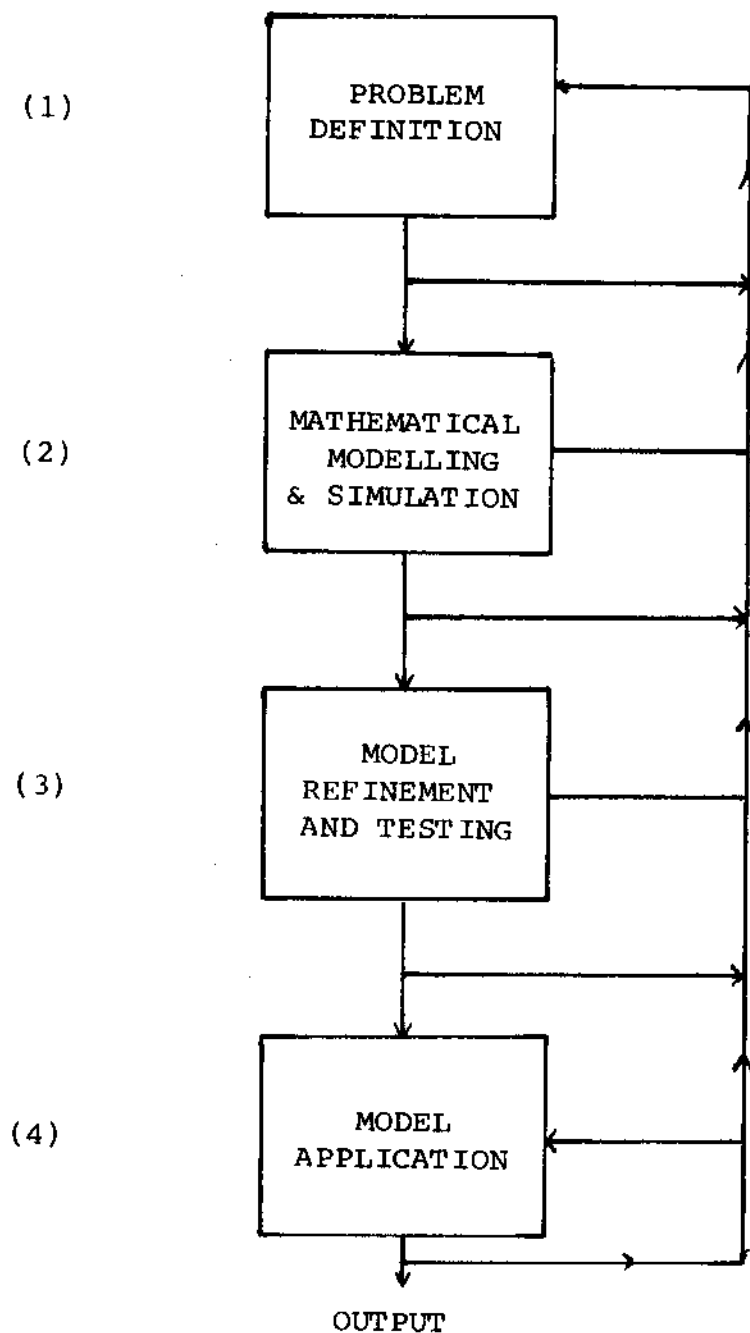 (1)
PROBLEM
DEFINITION
(2)
MATHEMATICAL
MODELLING
& SIMULATION
(3)
MODEL
REFINEMENT
AND TESTING
(4)
MODEL
APPLICATION
OUTPUT